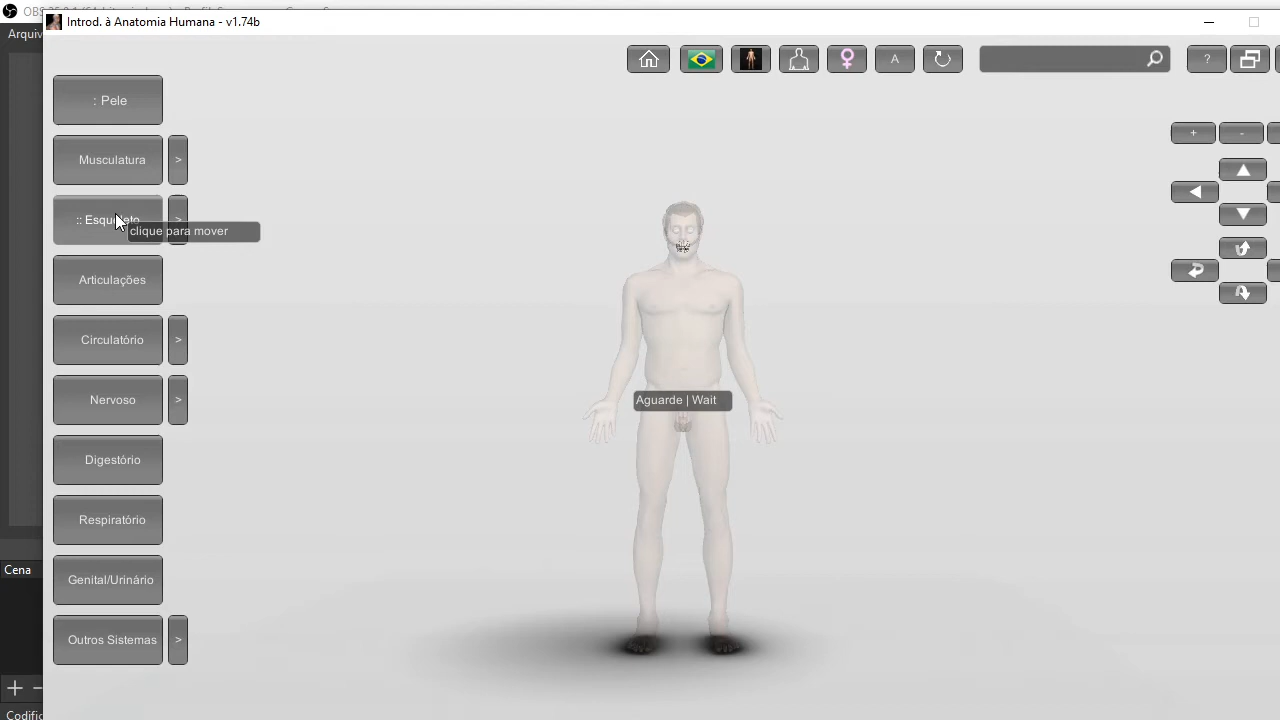 Introd. à Anatomia Humana - v1.74b
Arquiv
A
?
: Pele
+
-
Musculatura
>
:: Esqueleto
>
clique para mover
Articulações
Circulatório
>
Nervoso
>
Aguarde | Wait
Digestório
Respiratório
Cena
Genital/Urinário
Outros Sistemas
>
Codific